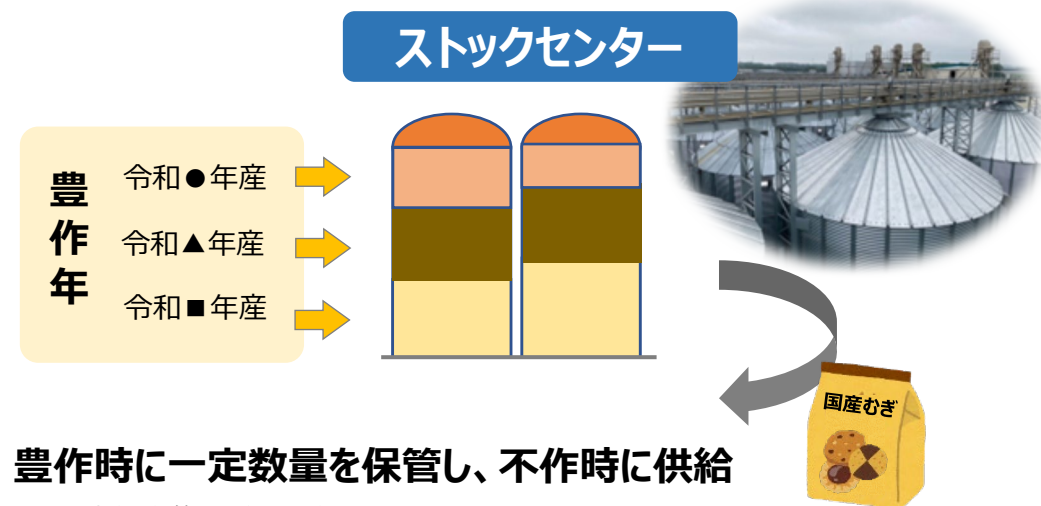 ストックセンター
豊作年
令和●年産
令和▲年産
令和■年産
国産むぎ
豊作時に一定数量を保管し、不作時に供給